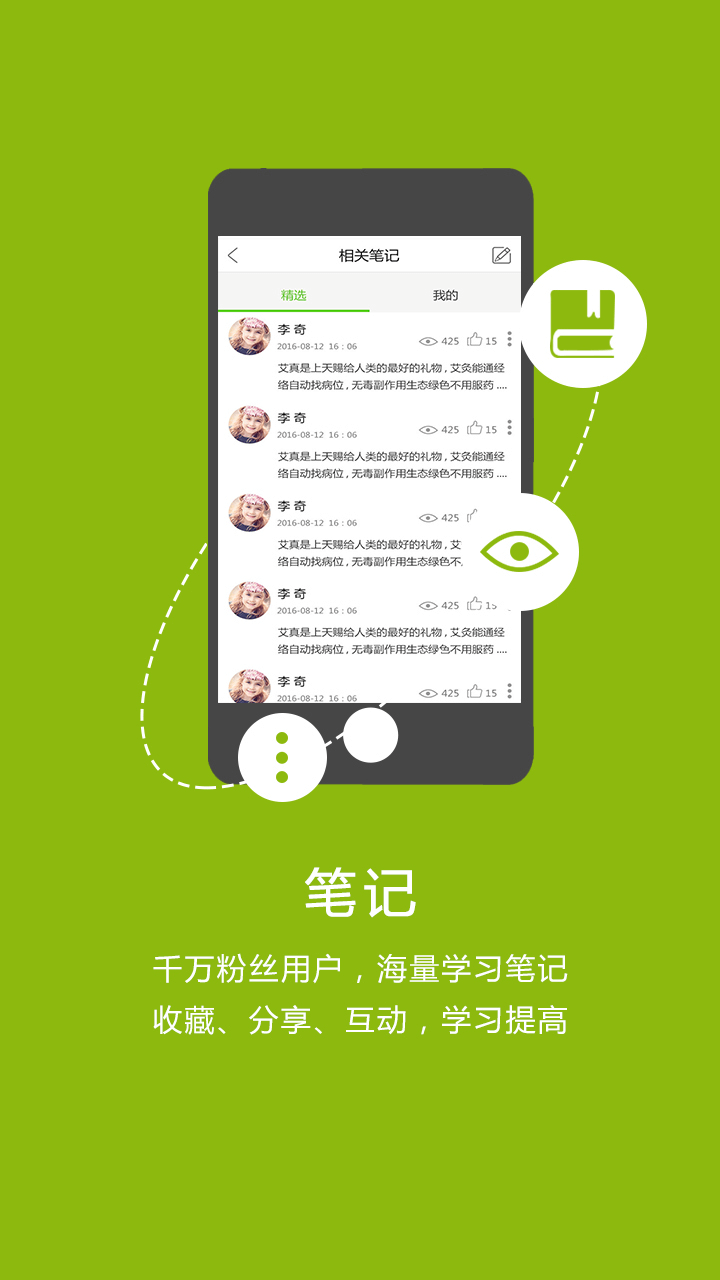 相关笔记
精选 我的
李 奇
2016-08-12 16：06 425 15
艾真是上天赐给人类的最好的礼物，艾灸能通经
络自动找病位，无毒副作用生态绿色不用服药 ....
李 奇
2016-08-12 16：06 425 15
艾真是上天赐给人类的最好的礼物，艾灸能通经
络自动找病位，无毒副作用生态绿色不用服药 ....
李 奇
2016-08-12 16：06 425
艾真是上天赐给人类的最好的礼物，艾
络自动找病位，无毒副作用生态绿色不
李 奇
2016-08-12 16：06 425 15
艾真是上天赐给人类的最好的礼物，艾灸能通经
络自动找病位，无毒副作用生态绿色不用服药 ....
李 奇
2016-08-12 16：06 425 15
笔记
千万粉丝用户，海量学习笔记
收藏、分享、互动，学习提高